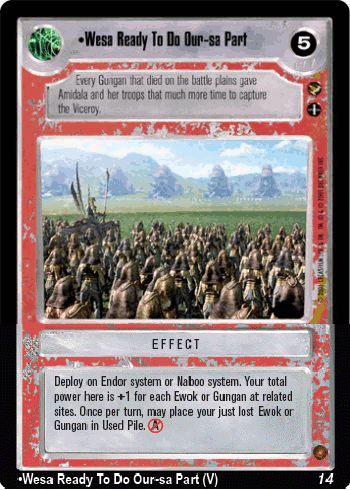 •Wesa Ready To Do Our-sa Part
5
Every Gungan that died on the battle plains gave
Amidala and her troops that much more time to capture
the Viceroy.
EFFECT
Deploy on Endor system or Naboo system. Your total
power here is +1 for each Ewok or Gungan at related
sites. Once per turn, may place your just lost Ewok or
Gungan in Used Pile. A
•Wesa Ready To Do Our-sa Part (V)
14